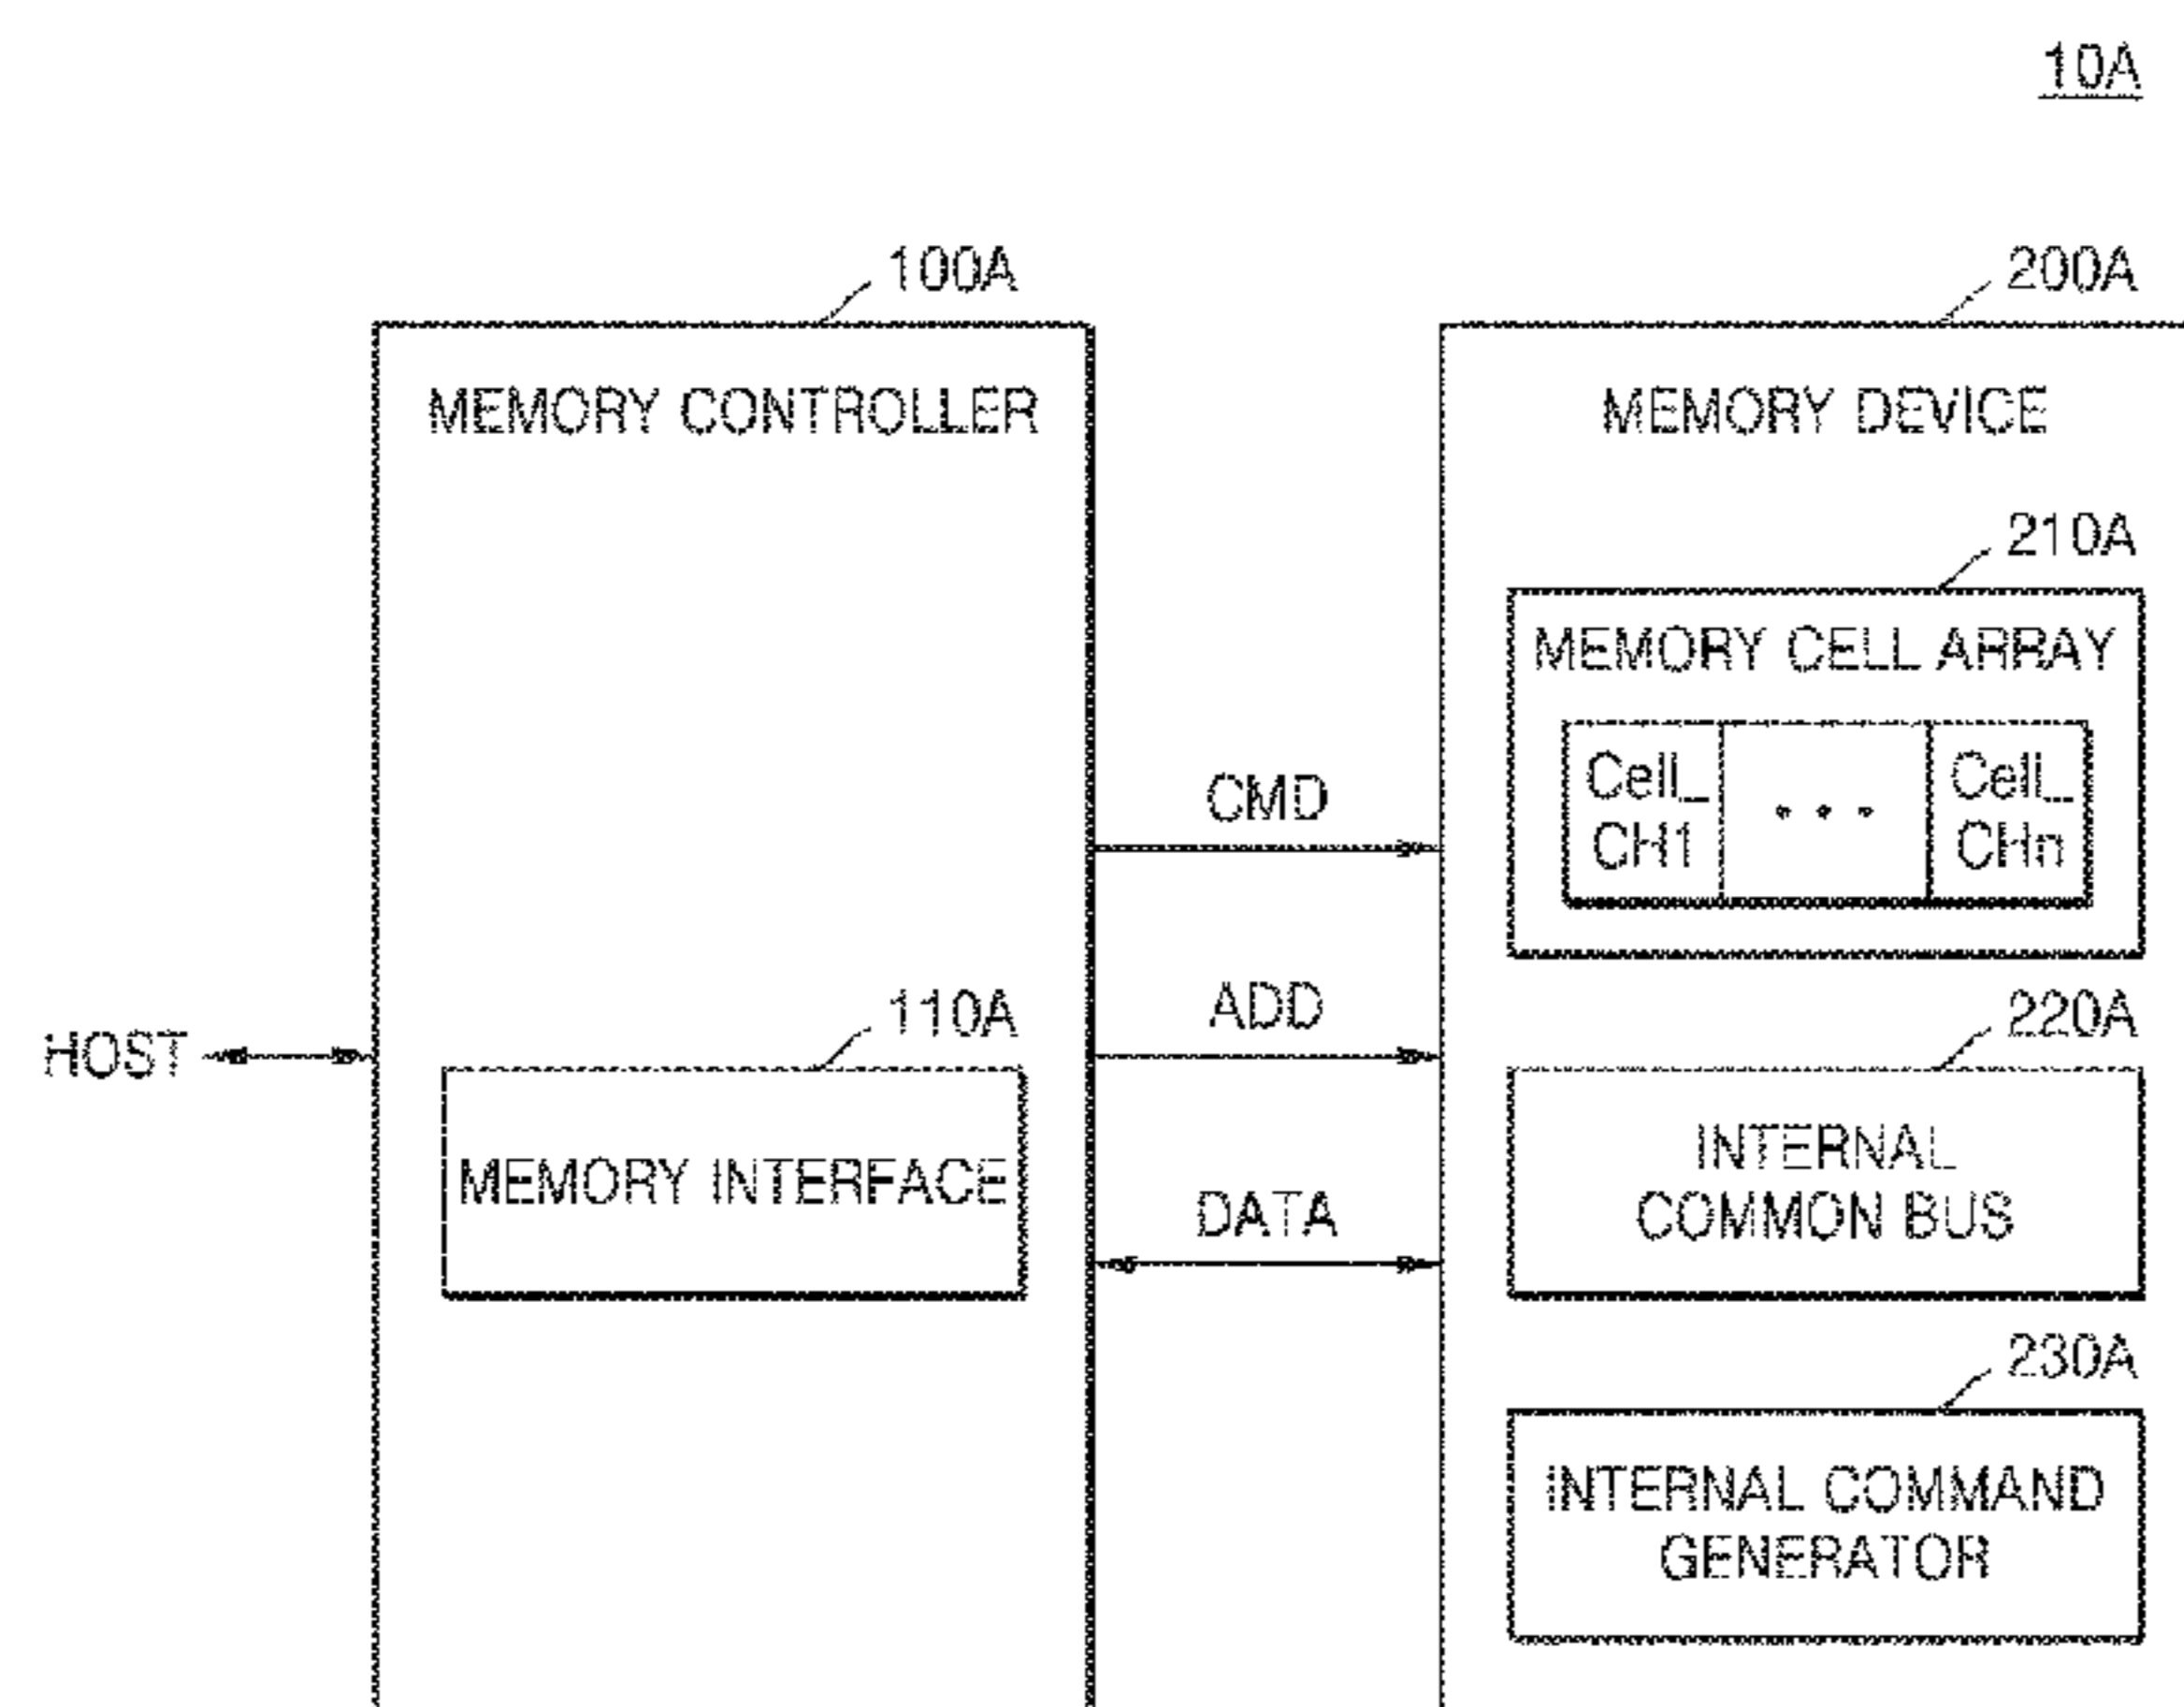 10A
100A
200A
MEMORY CONTROLLER
MEMORY DEVICE
210A
MEMORY CELL ARRAY
Cell_
CH1
• • •
Cell_
CHn
CMD
ADD
DATA
HOST
110A
MEMORY INTERFACE
220A
INTERNAL
COMMON BUS
230A
INTERNAL COMMAND
GENERATOR